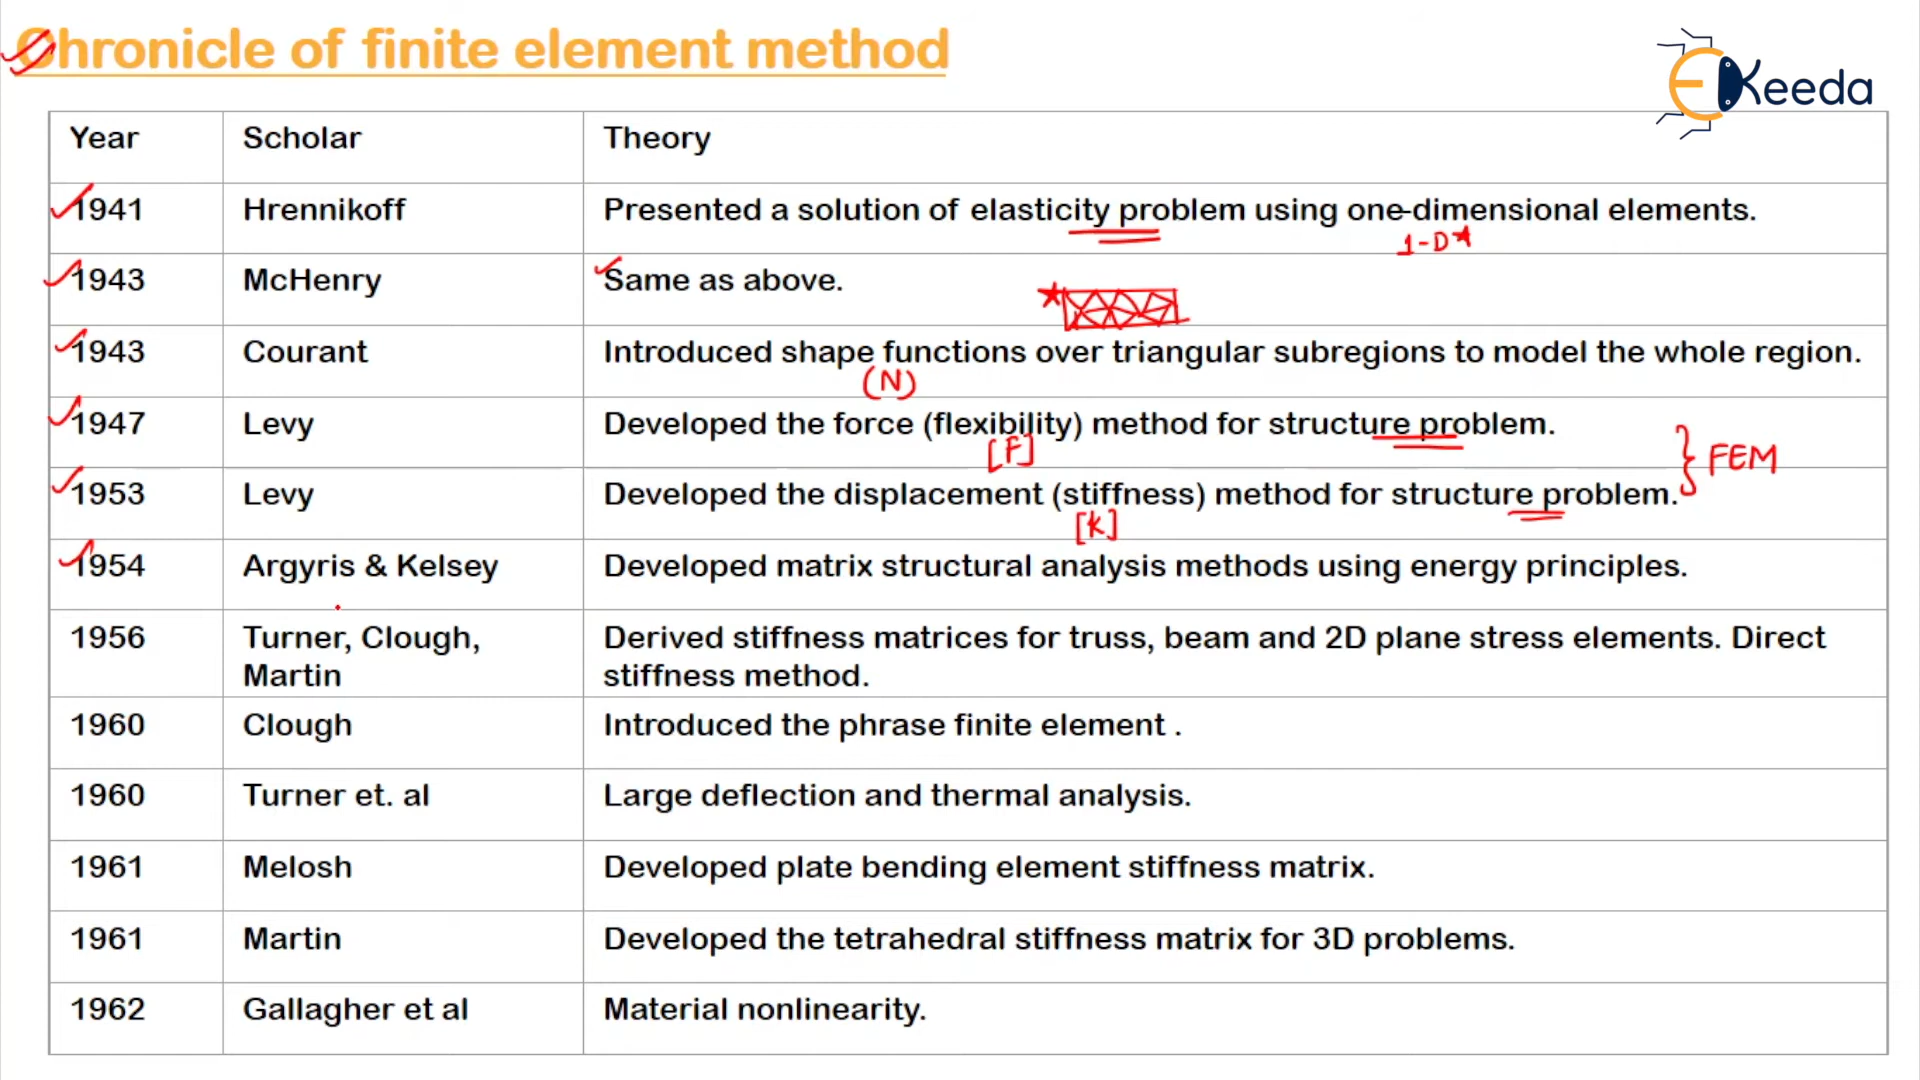 Chronicle of finite element method
EKeeda
Year Scholar Theory
1941 Hrennikoff Presented a solution of elasticity problem using one-dimensional elements.
1-D
1943 McHenry Same as above.
1943 Courant Introduced shape functions over triangular subregions to model the whole region.
(N)
1947 Levy Developed the force (flexibility) method for structure problem.
[F]
} FEM
1953 Levy Developed the displacement (stiffness) method for structure problem.
[K]
1954 Argyris & Kelsey Developed matrix structural analysis methods using energy principles.
1956 Turner, Clough, Derived stiffness matrices for truss, beam and 2D plane stress elements. Direct
Martin stiffness method.
1960 Clough Introduced the phrase finite element .
1960 Turner et. al Large deflection and thermal analysis.
1961 Melosh Developed plate bending element stiffness matrix.
1961 Martin Developed the tetrahedral stiffness matrix for 3D problems.
1962 Gallagher et al Material nonlinearity.